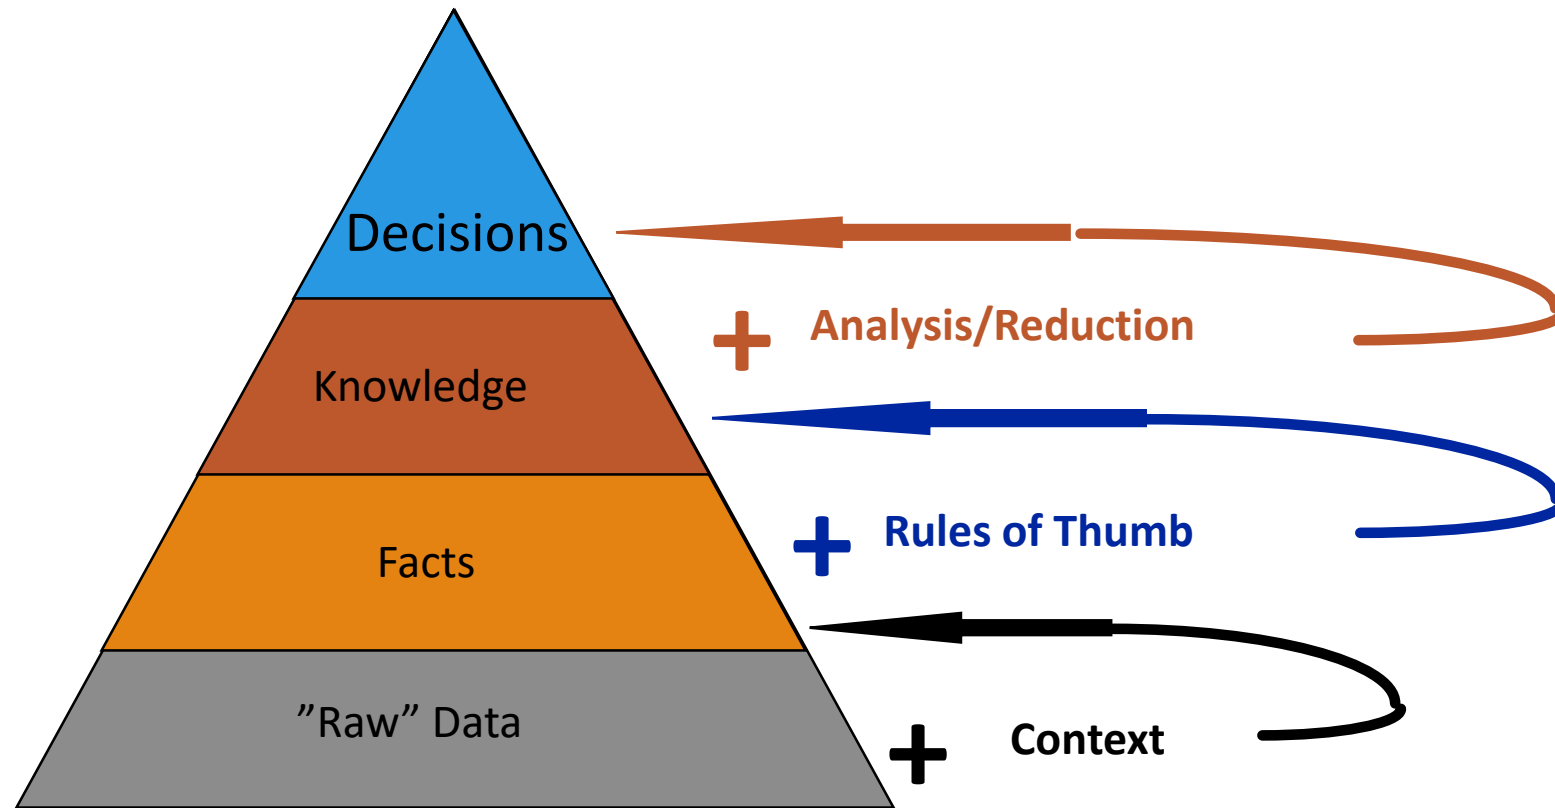 Decisions
Analysis/Reduction
Knowledge
Rules of Thumb
Facts
”Raw” Data
Context